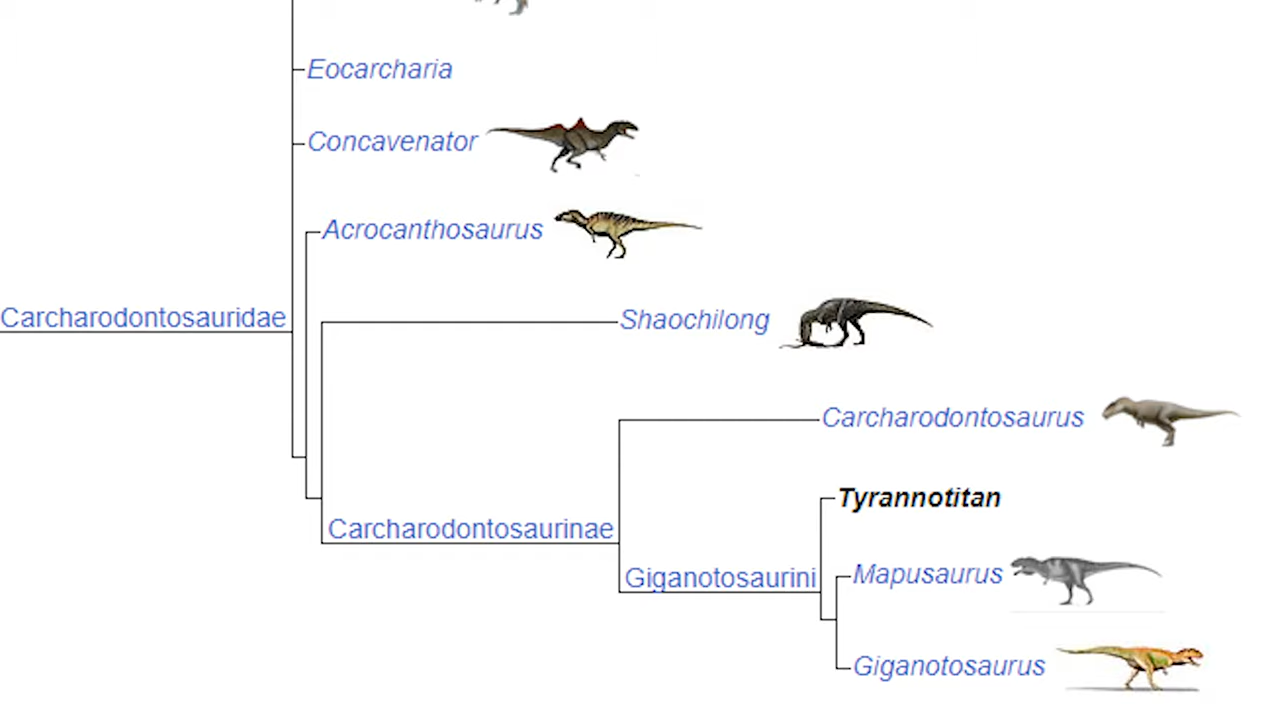 Eocarcharia
Concavenator
Acrocanthosaurus
Carcharodontosauridae
Shaochilong
Carcharodontosaurus
Tyrannotitan
Carcharodontosaurinae
Mapusaurus
Giganotosaurini
Giganotosaurus